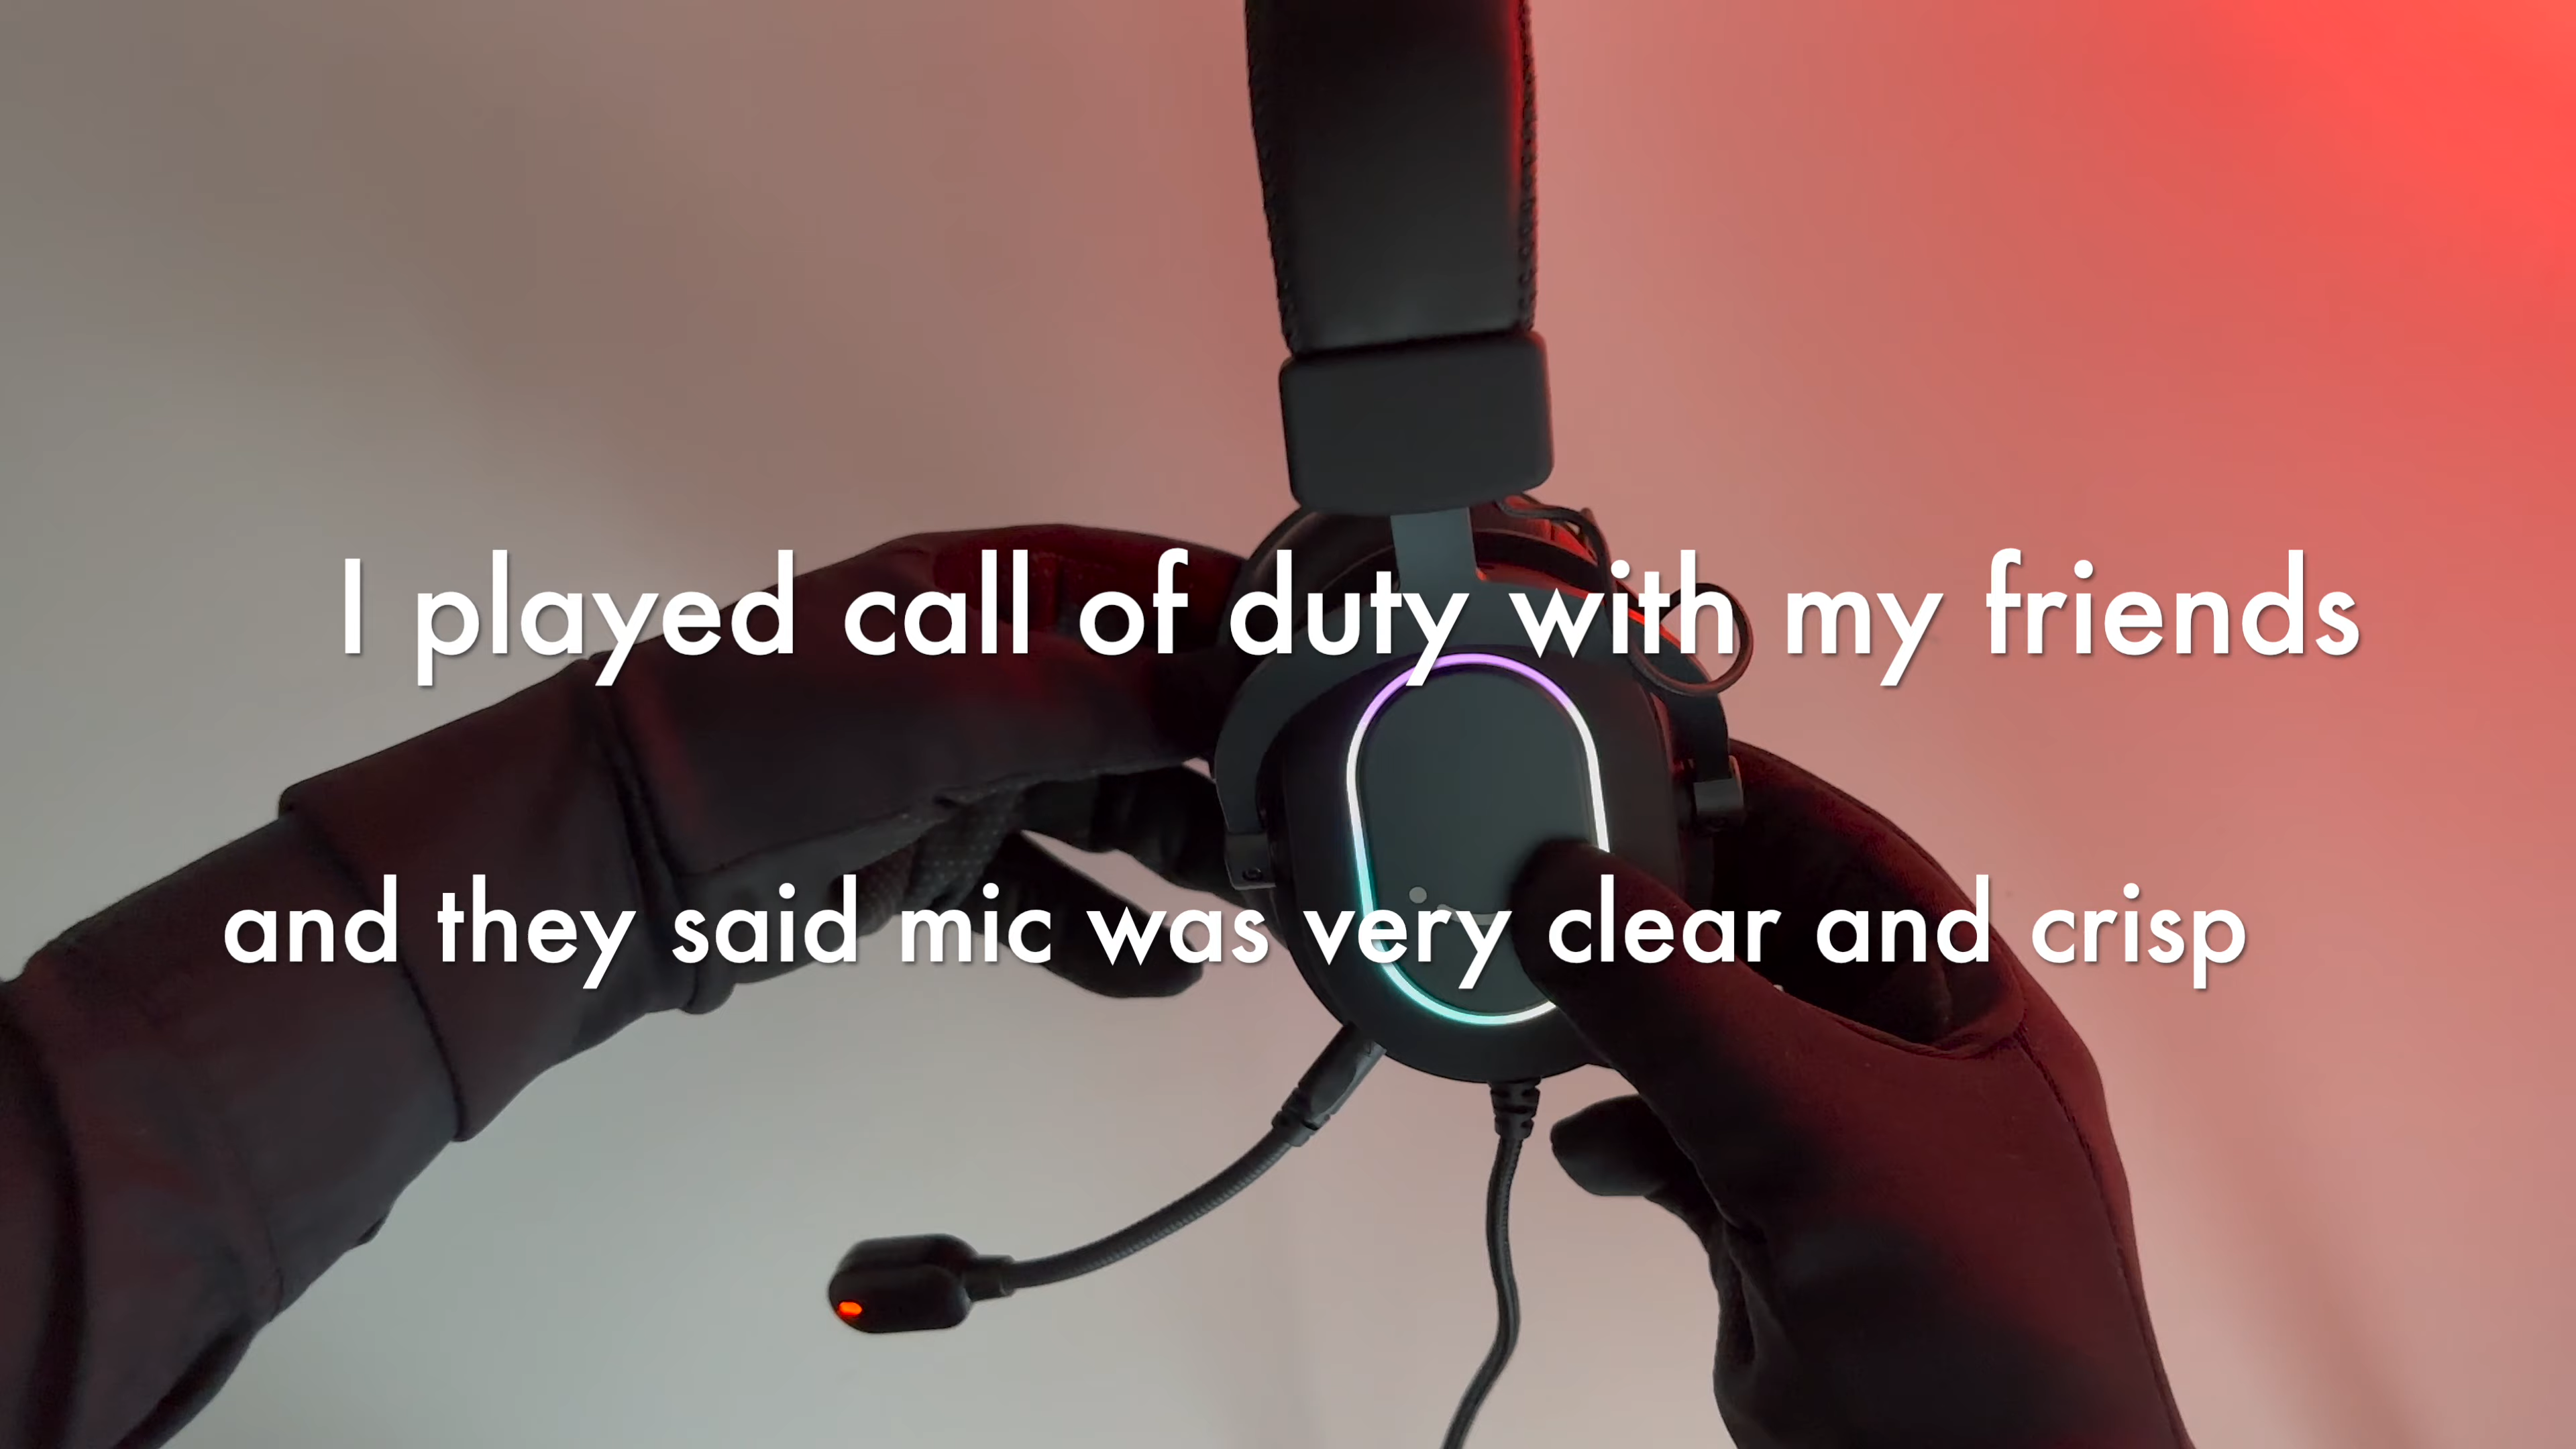 I played call of duty with my friends
and they said mic was very clear and crisp